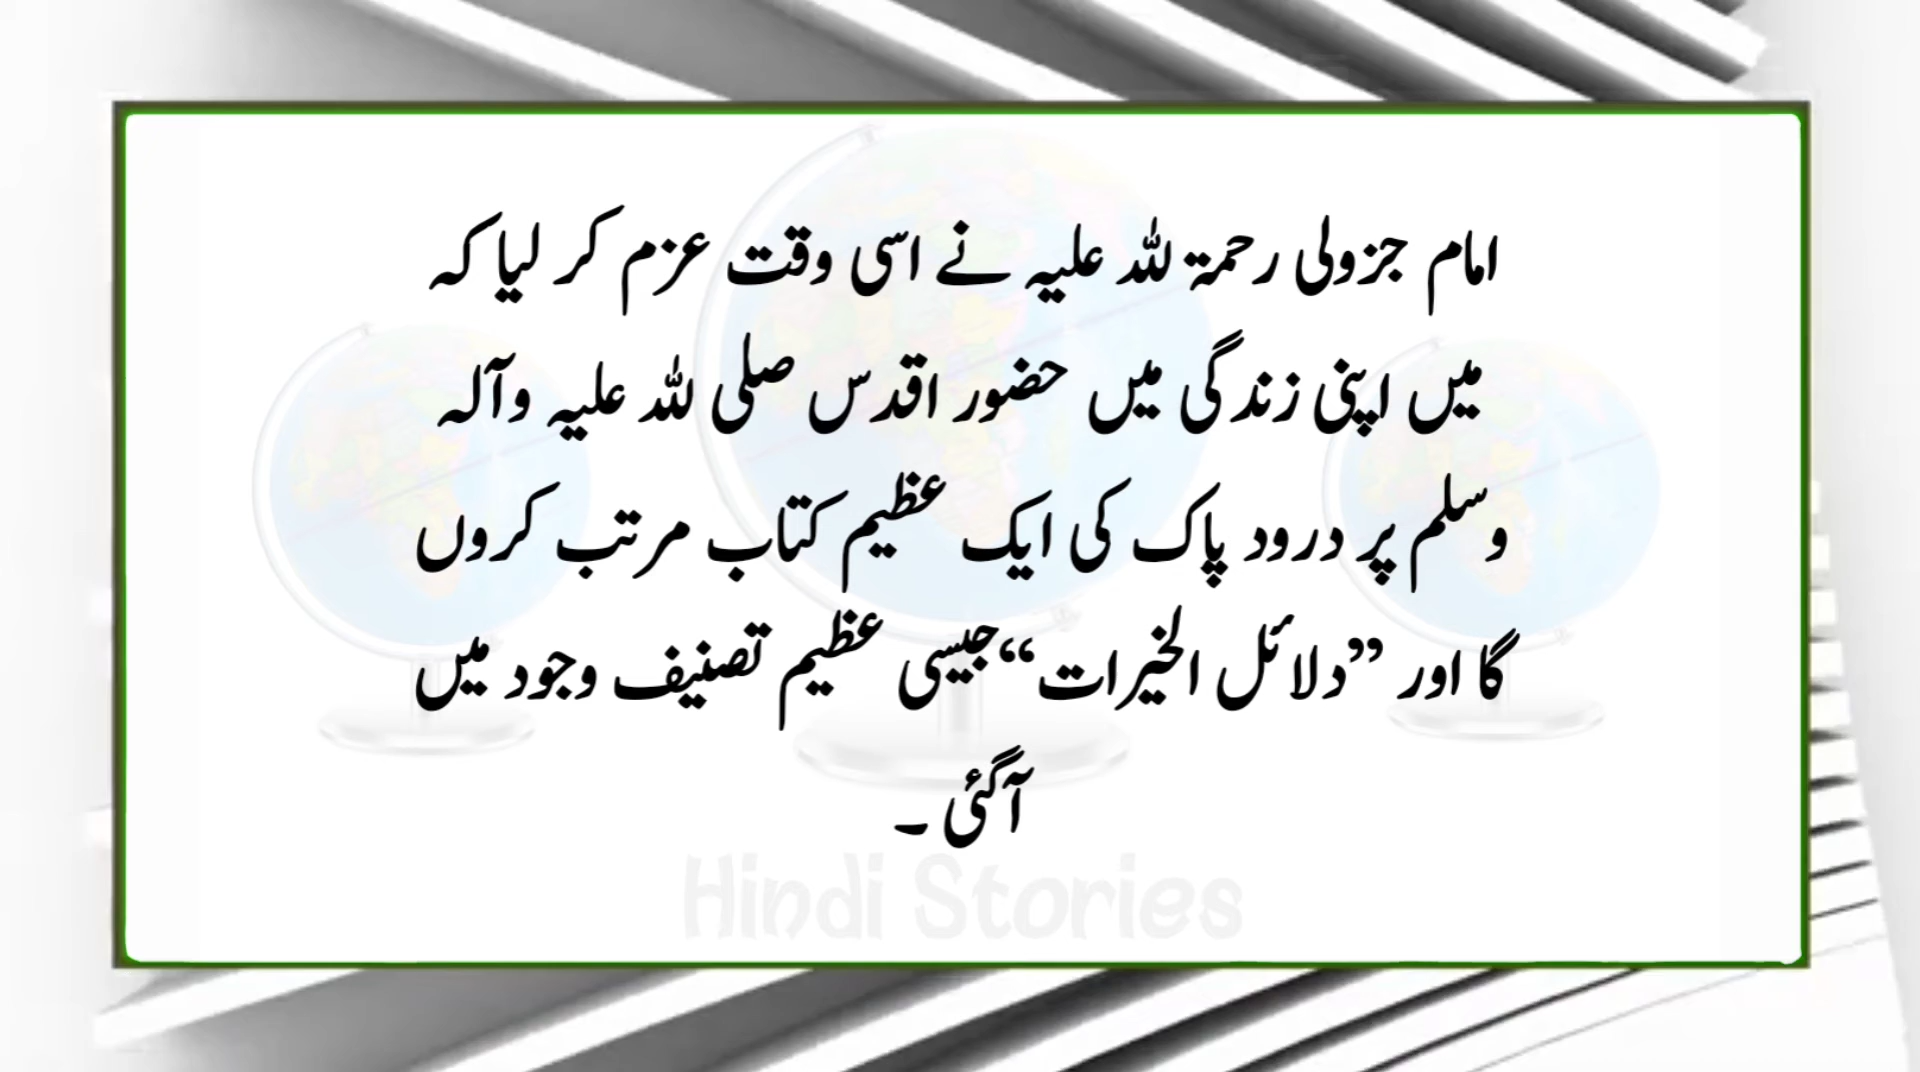 امام جزولی رحمۃ للہ علیہ نے اسی وقت عزم کر لیا کہ
میں اپنی زندگی میں حضور اقدس صلی للہ علیہ وآلہ
وسلم پر درود پاک کی ایک عظیم کتاب مرتب کروں
گا اور ”دلائل الخیرات“جیسی عظیم تصنیف وجود میں
آگئی ۔
Hindi Stories